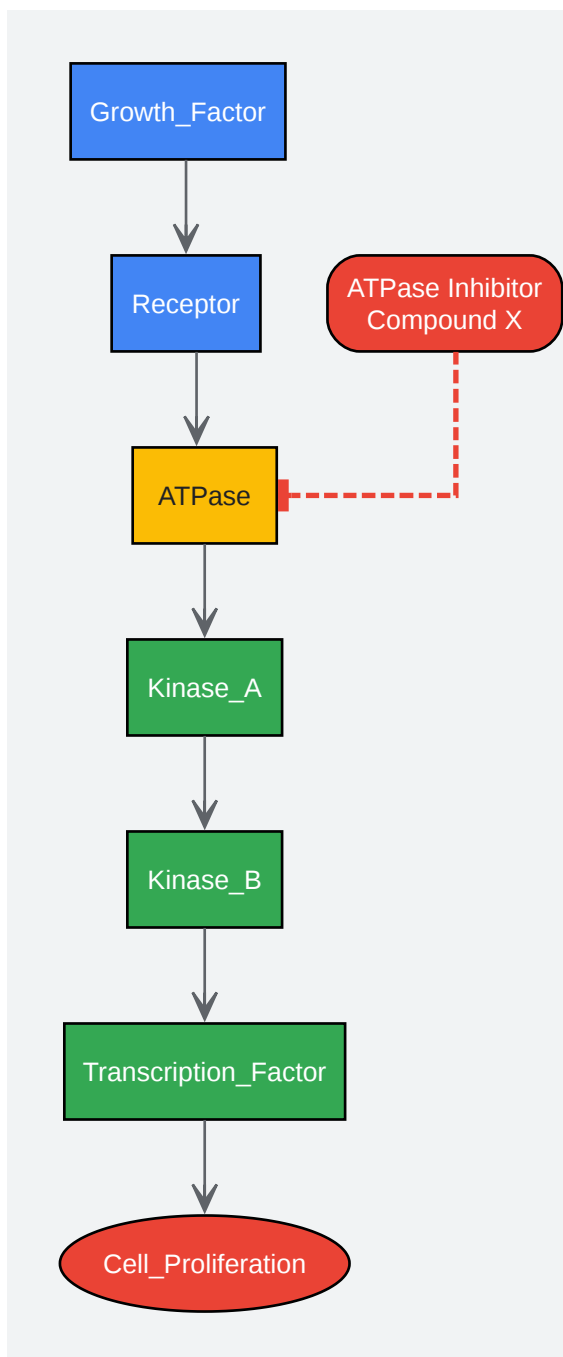 Growth_Factor
Receptor
ATPase Inhibitor
Compound X
ATPase
Kinase_A
Kinase_B
Transcription_Factor
Cell_Proliferation